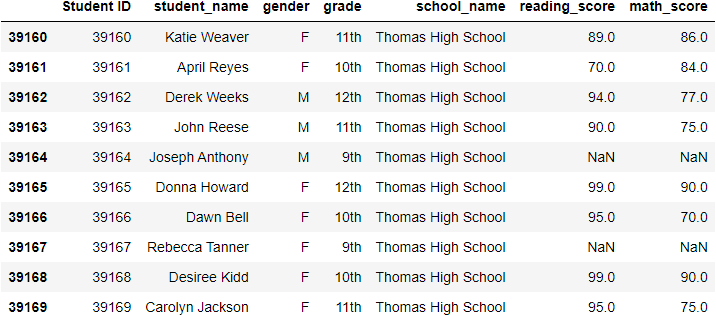 Student ID student_name gender grade school_name reading_score math_score
39160 39160 Katie Weaver F 11th Thomas High School 89.0 86.0
39161 39161 April Reyes F 10th Thomas High School 70.0 84.0
39162 39162 Derek Weeks M 12th Thomas High School 94.0 77.0
39163 39163 John Reese M 11th Thomas High School 90.0 75.0
39164 39164 Joseph Anthony M 9th Thomas High School NaN NaN
39165 39165 Donna Howard F 12th Thomas High School 99.0 90.0
39166 39166 Dawn Bell F 10th Thomas High School 95.0 70.0
39167 39167 Rebecca Tanner F 9th Thomas High School NaN NaN
39168 39168 Desiree Kidd F 10th Thomas High School 99.0 90.0
39169 39169 Carolyn Jackson F 11th Thomas High School 95.0 75.0